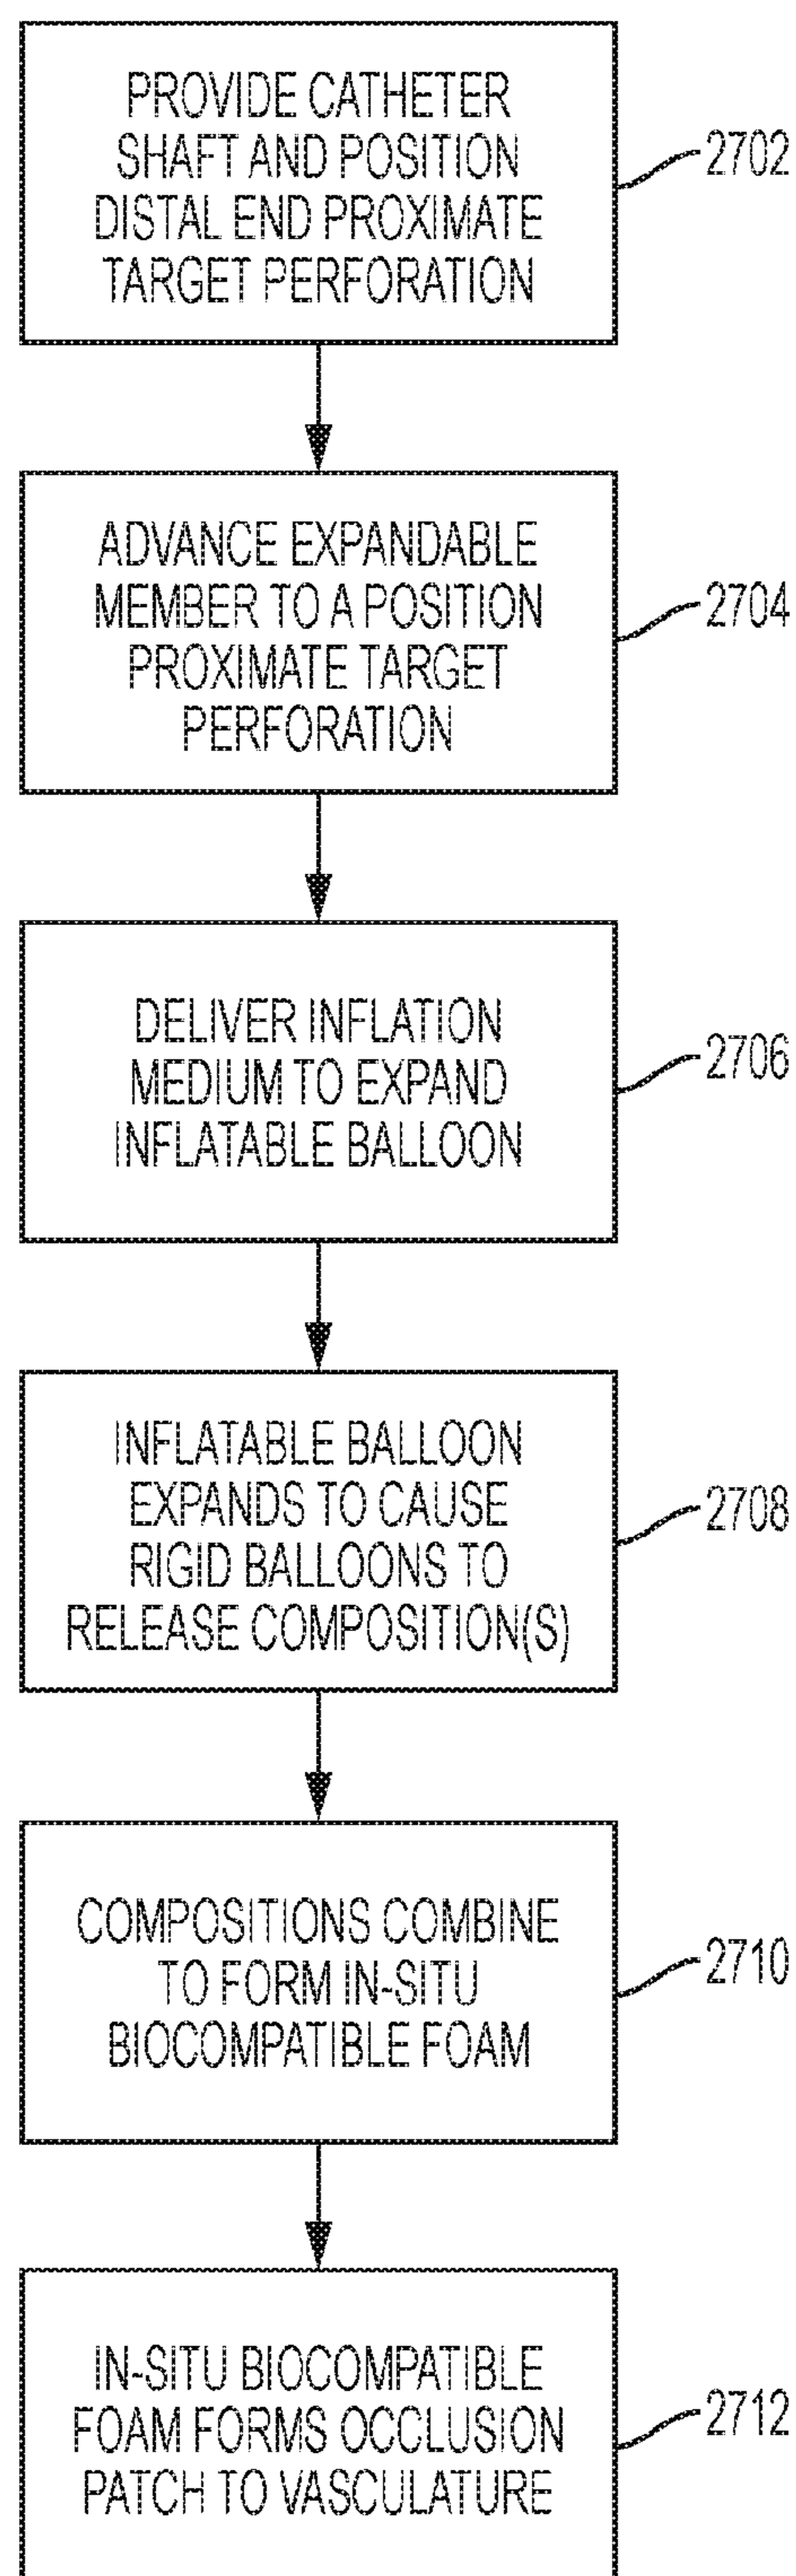 PROVIDE CATHETER
SHAFT AND POSITION
DISTAL END PROXIMATE
TARGET PERFORATION
2702
ADVANCE EXPANDABLE
MEMBER TO A POSITION
PROXIMATE TARGET
PERFORATION
2704
DELIVER INFLATION
MEDIUM TO EXPAND
INFLATABLE BALLOON
2706
INFLATABLE BALLOON
EXPANDS TO CAUSE
RIGID BALLOONS TO
RELEASE COMPOSITION(S)
2708
COMPOSITIONS COMBINE
TO FORM IN-SITU
BIOCOMPATIBLE FOAM
2710
IN-SITU BIOCOMPATIBLE
FOAM FORMS OCCLUSION
PATCH TO VASCULATURE
2712